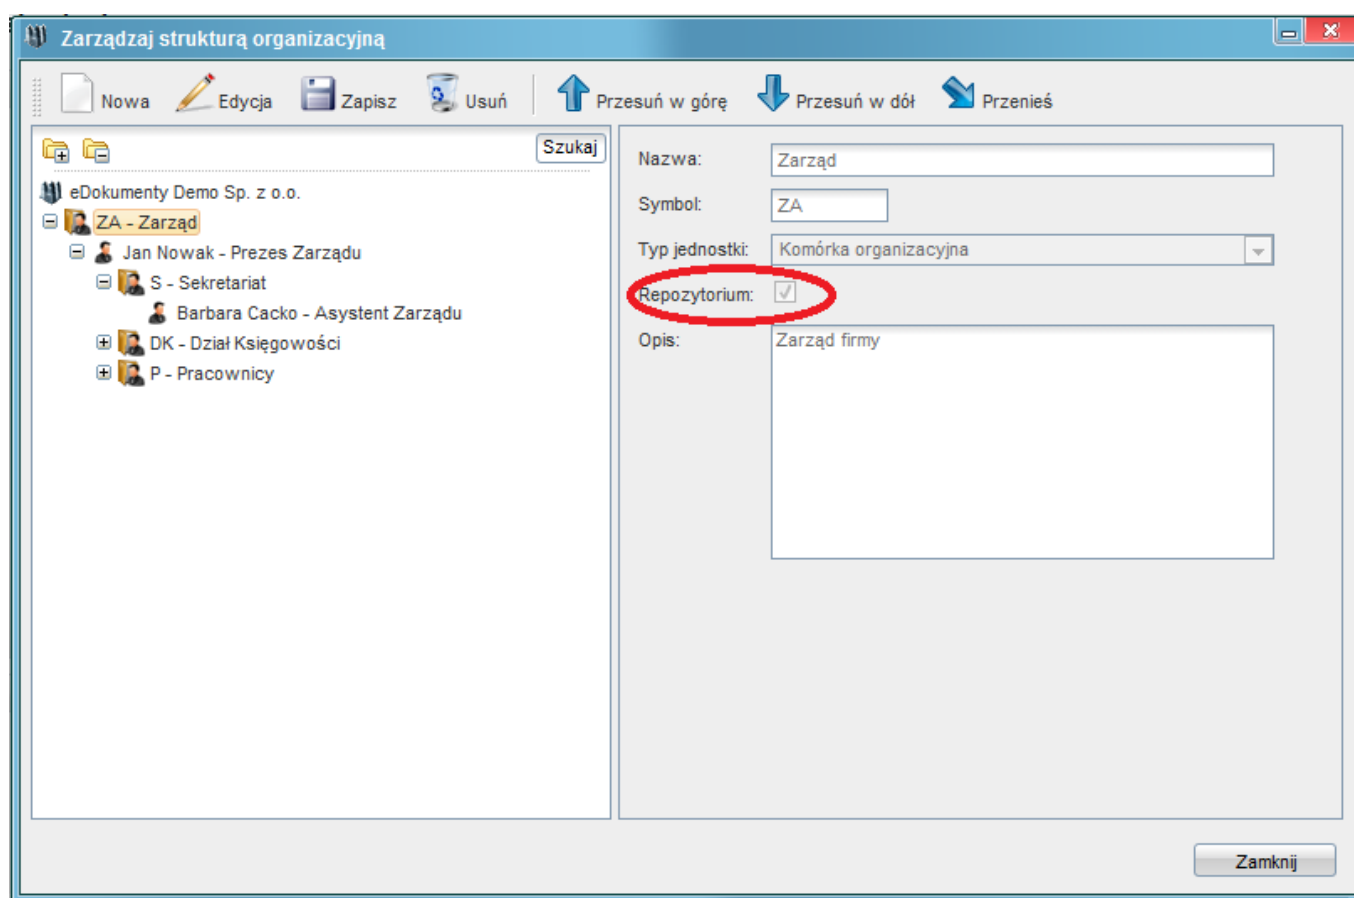 Zarządzaj strukturą organizacyjną
Nowa Edycja Zapisz Usuń Przesuń w górę Przesuń w dół Przenieś
Szukaj
eDokumenty Demo Sp. z o.o.
ZA - Zarząd
Jan Nowak - Prezes Zarządu
S - Sekretariat
Barbara Cacko - Asystent Zarządu
DK - Dział Księgowości
P - Pracownicy
Nazwa: Zarząd
Symbol: ZA
Typ jednostki: Komórka organizacyjna
Repozytorium:
Opis: Zarząd firmy
Zamknij